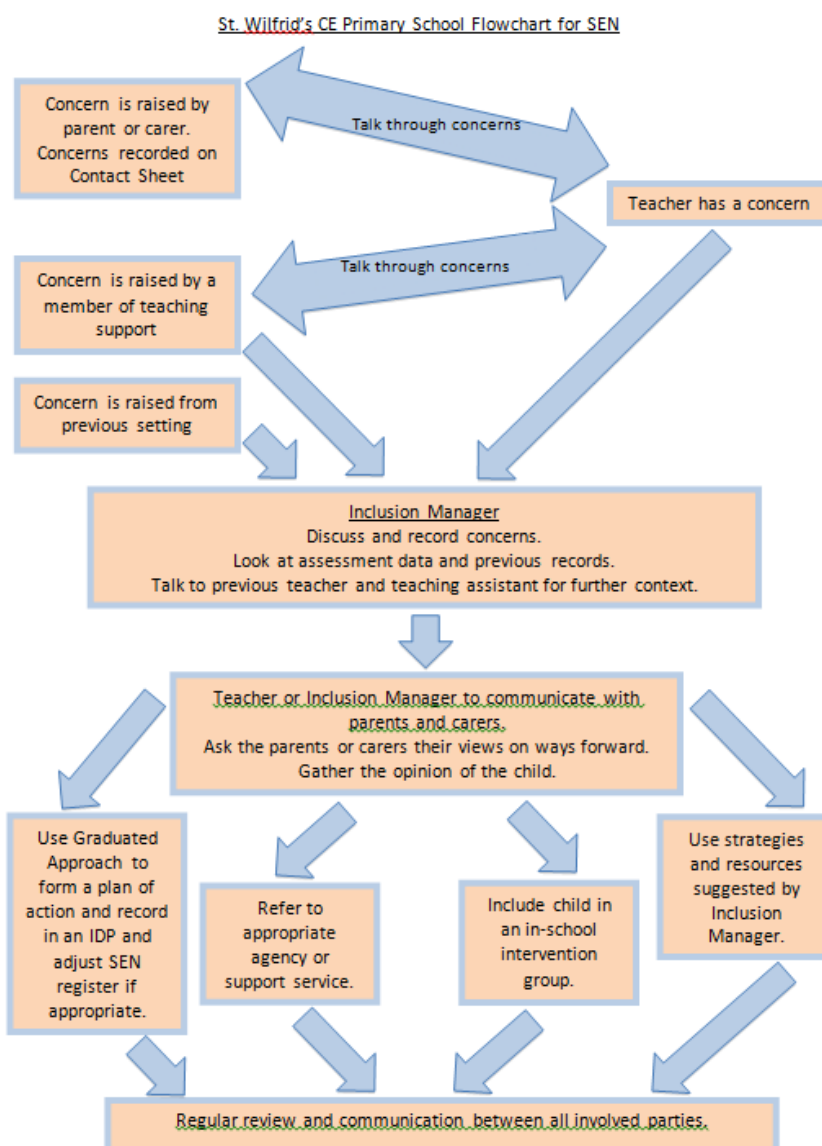 St. Wilfrid's CE Primary School Flowchart for SEN
Concern is raised by
parent or carer.
Concerns recorded on
Contact Sheet
Talk through concerns
Teacher has a concern
Concern is raised by a
member of teaching
support
Talk through concerns
Concern is raised from
previous setting
Inclusion Manager
Discuss and record concerns.
Look at assessment data and previous records.
Talk to previous teacher and teaching assistant for further context.
Teacher or Inclusion Manager to communicate with
parents and carers.
Ask the parents or carers their views on ways forward.
Gather the opinion of the child.
Use Graduated
Approach to
form a plan of
action and record
in an IDP and
adjust SEN
register if
appropriate.
Refer to
appropriate
agency or
support service.
Include child in
an in-school
intervention
group.
Use strategies
and resources
suggested by
Inclusion
Manager.
Regular review and communication between all involved parties.